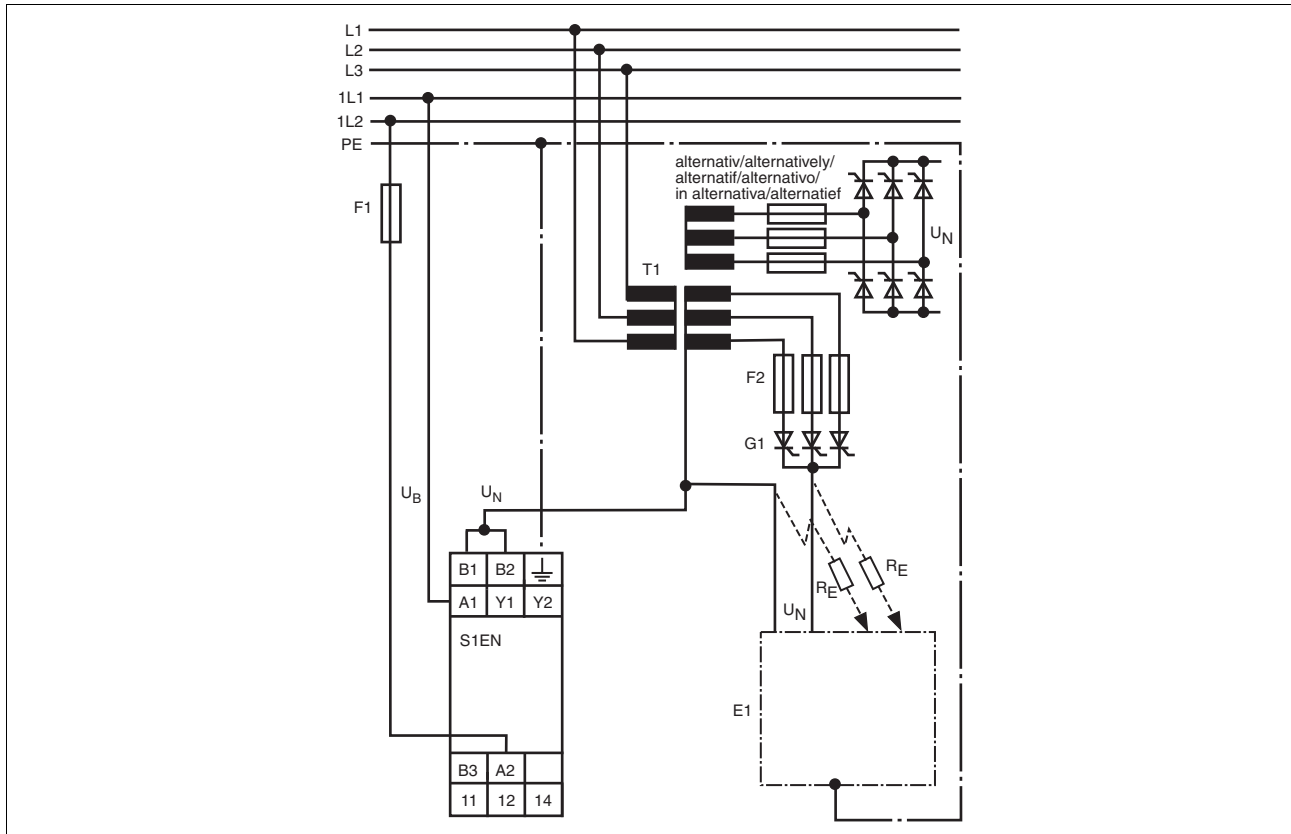 L1
L2
L3
1L1
1L2
PE
alternativ/alternatively/
alternatif/alternativo/
in alternativa/alternatief
F1
UN
T1
F2
G1
UB
UN
B1 B2
A1 Y1 Y2
RE
RE
UN
S1EN
E1
B3 A2
11 12 14